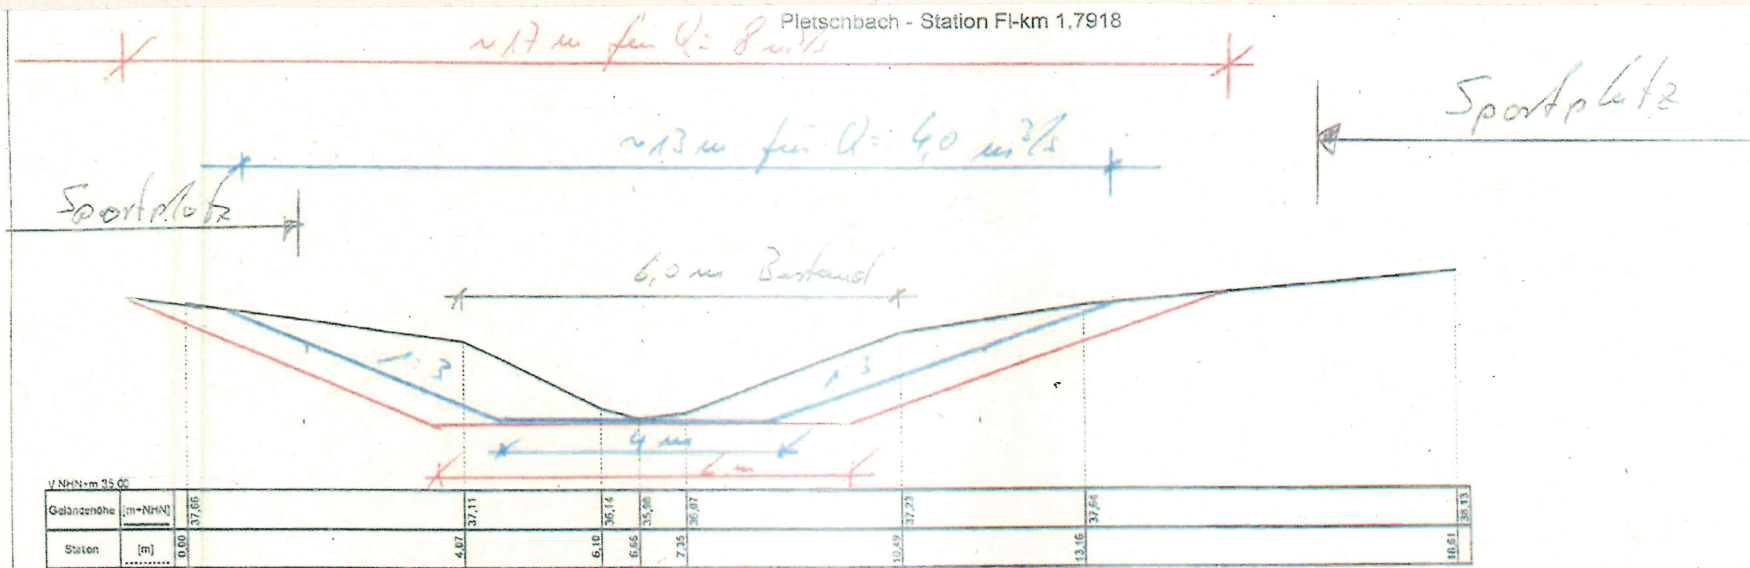 Pletschbach - Station Fl-km 1,7918
~17 m für Q= 8 m³/s
Sportplatz
~13 m für Q= 4,0 m³/s
Sportplatz
6,0 m Bestand
1:3
1:3
4 m
6 m
NHN+m 35.00
Geländehöhe [m+NHN] 37,66 37,11 36,14 35,98 36,07 37,23 37,64 38,13
Station [m] 0,00 4,07 6,10 6,66 7,35 10,49 13,16 18,61